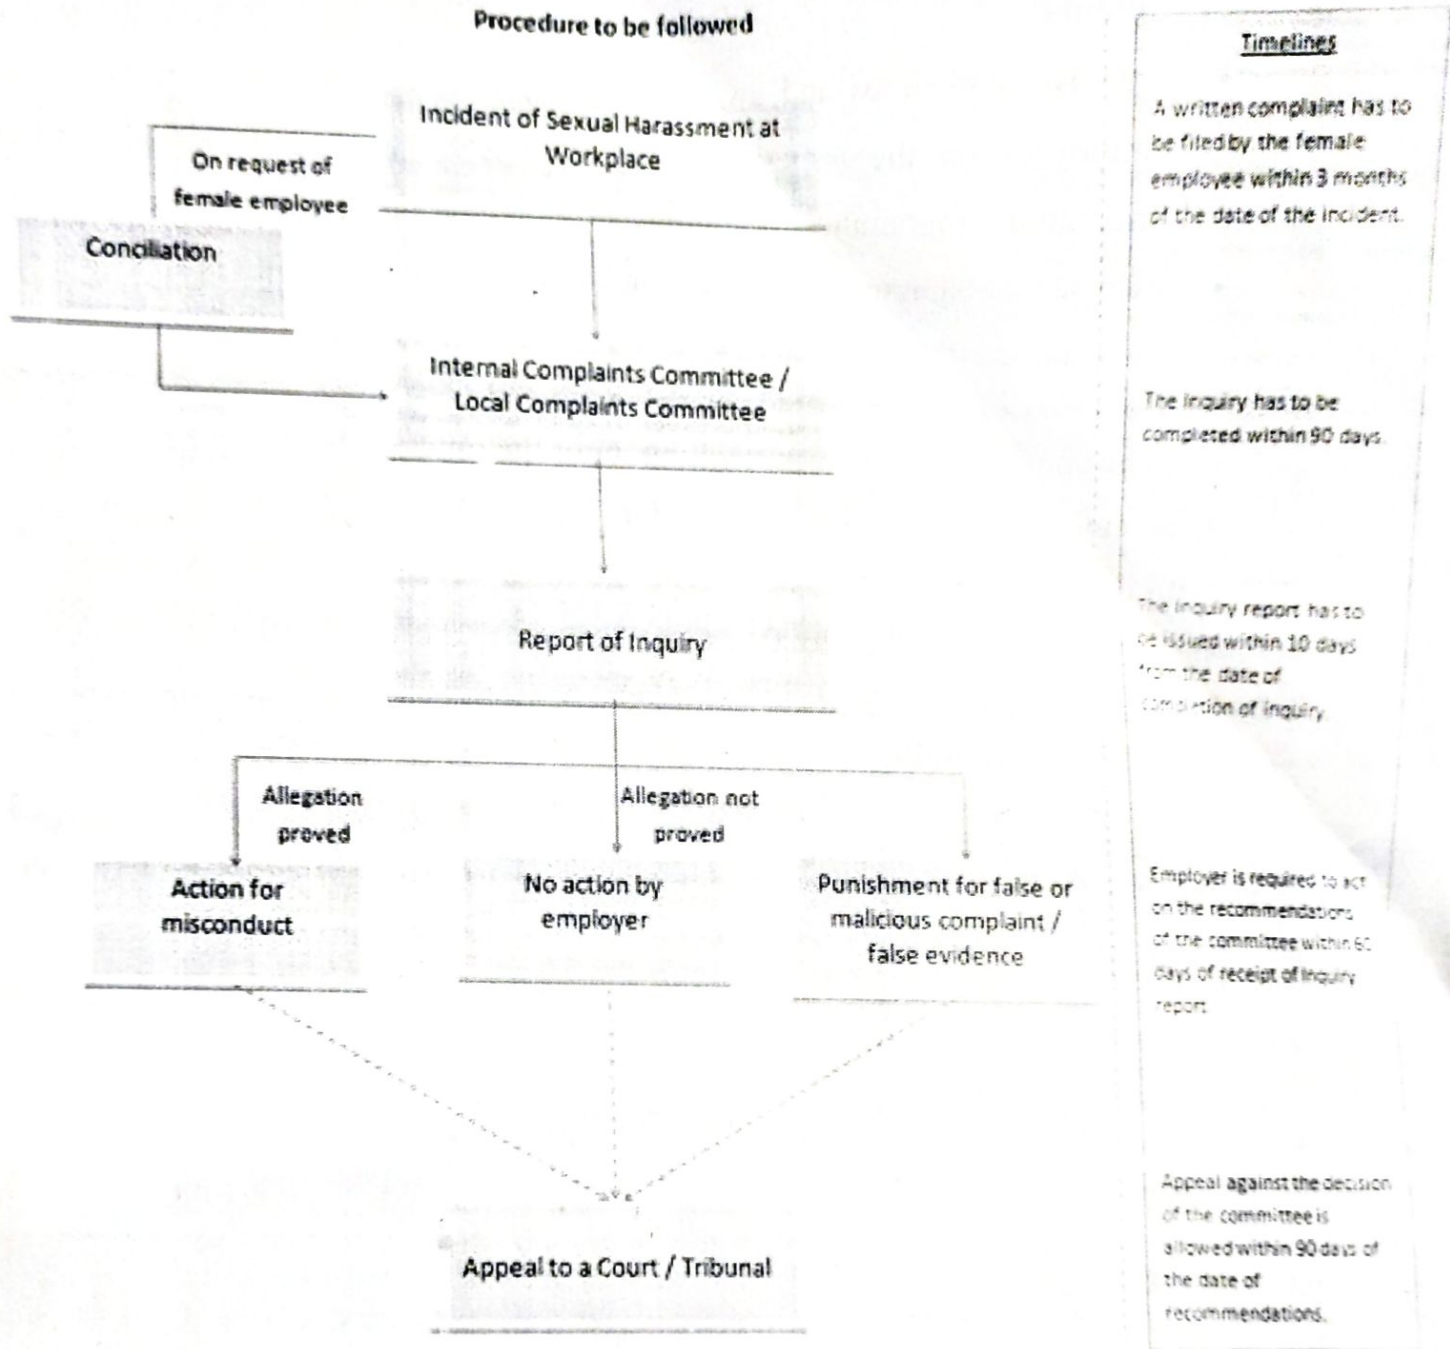 Procedure to be followed
Incident of Sexual Harassment at
Workplace
On request of
female employee
Conciliation
Internal Complaints Committee /
Local Complaints Committee
Report of Inquiry
Allegation
proved
Allegation not
proved
Action for
misconduct
No action by
employer
Punishment for false or
malicious complaint /
false evidence
Appeal to a Court / Tribunal
Timelines
A written complaint has to
be filed by the female
employee within 3 months
of the date of the incident.
The Inquiry has to be
completed within 90 days.
The Inquiry report has to
be issued within 10 days
from the date of
completion of Inquiry
Employer is required to act
on the recommendations
of the committee within 60
days of receipt of Inquiry
report
Appeal against the decision
of the committee is
allowed within 90 days of
the date of
recommendations.